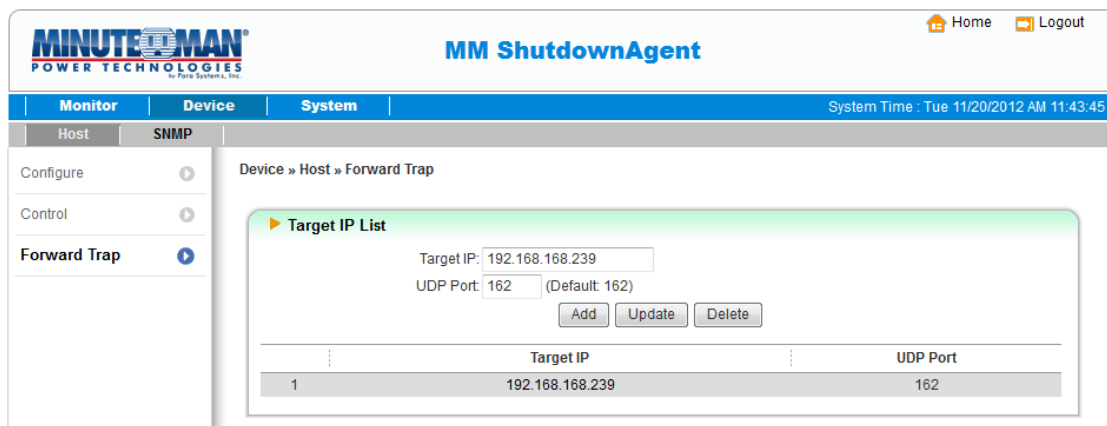 Home Logout
MINUTEMAN®
POWER TECHNOLOGIES
by Para Systems, Inc.
MM ShutdownAgent
Monitor Device System System Time : Tue 11/20/2012 AM 11:43:45
Host SNMP
Configure
Control
Forward Trap
Device » Host » Forward Trap
Target IP List
Target IP: 192.168.168.239
UDP Port: 162 (Default: 162)
Add Update Delete
Target IP UDP Port
1 192.168.168.239 162